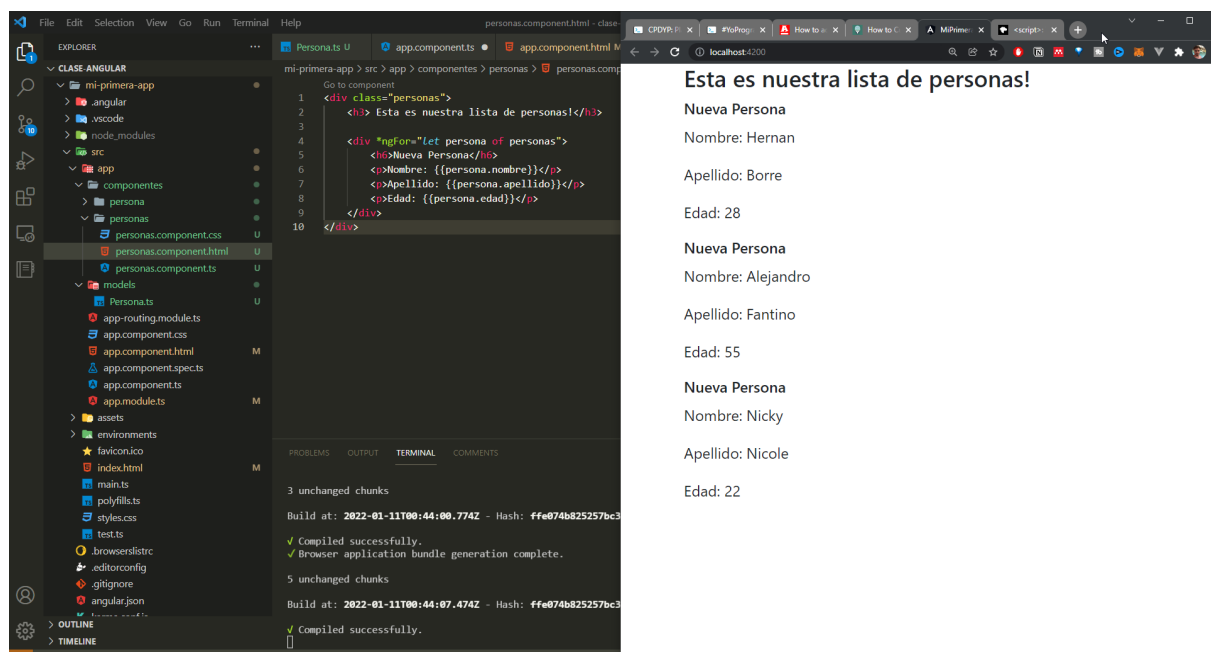 File Edit Selection View Go Run Terminal Help personas.component.html - clase-
EXPLORER
CLASE-ANGULAR
mi-primera-app
.angular
.vscode
node_modules
src
app
componentes
persona
personas
personas.component.css U
personas.component.html U
personas.component.ts U
models
Persona.ts U
app-routing.module.ts
app.component.css
app.component.html M
app.component.spec.ts
app.component.ts
app.module.ts M
assets
environments
favicon.ico
index.html M
main.ts
polyfills.ts
styles.css
test.ts
.browserslistrc
.editorconfig
.gitignore
angular.json
OUTLINE
TIMELINE
1
10
Persona.ts U app.component.ts app.component.html M
mi-primera-app > src > app > componentes > personas > personas.comp
Go to component
1 <div class="personas">
2 <h3> Esta es nuestra lista de personas!</h3>
3
4 <div *ngFor="let persona of personas">
5 <h6>Nueva Persona</h6>
6 <p>Nombre: {{persona.nombre}}</p>
7 <p>Apellido: {{persona.apellido}}</p>
8 <p>Edad: {{persona.edad}}</p>
9 </div>
10 </div>
PROBLEMS OUTPUT TERMINAL COMMENTS
3 unchanged chunks
Build at: 2022-01-11T00:44:00.774Z - Hash: ffe074b825257bc3
√ Compiled successfully.
√ Browser application bundle generation complete.
5 unchanged chunks
Build at: 2022-01-11T00:44:07.474Z - Hash: ffe074b825257bc3
√ Compiled successfully.
CPDYP: #YoProg How to How to C MiPrime <script>
localhost:4200
Esta es nuestra lista de personas!
Nueva Persona
Nombre: Hernan
Apellido: Borre
Edad: 28
Nueva Persona
Nombre: Alejandro
Apellido: Fantino
Edad: 55
Nueva Persona
Nombre: Nicky
Apellido: Nicole
Edad: 22